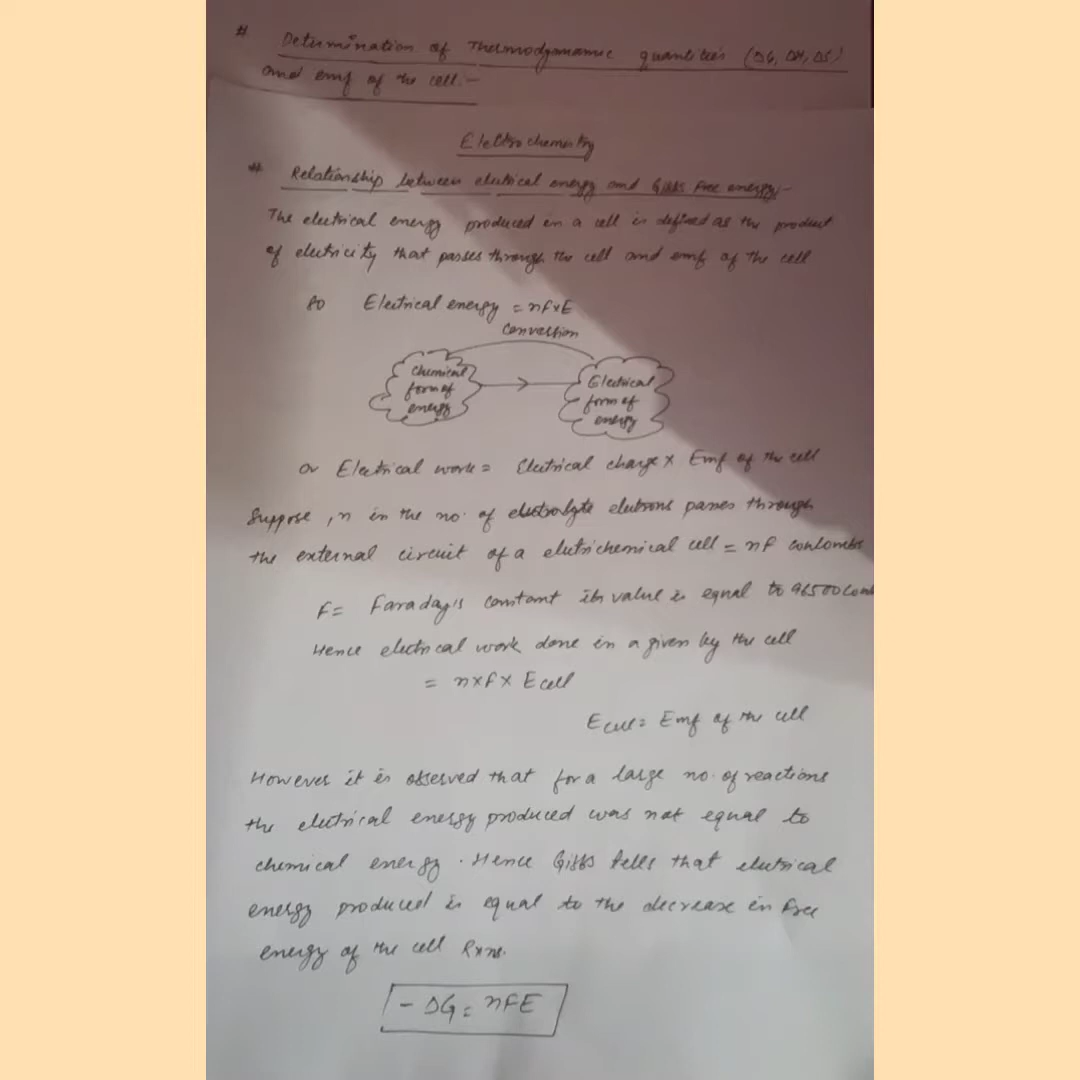 # Determination of Thermodynamic quantities (ΔG, ΔH, ΔS)
and emf of the cell:-
Electrochemistry
# Relationship between electrical energy and Gibbs Free energy:-
The electrical energy produced in a cell is defined as the product
of electricity that passes through the cell and emf of the cell
So Electrical energy = nF×E
Convertion
Chemical
form of
energy
Electrical
form of
energy
or Electrical work = Electrical charge × Emf of the cell
Suppose, n is the no. of electrons passes through
the external circuit of a eletrichemical cell = nF coulombs
F = Faraday's constant its value is equal to 96500 Coul
Hence electrical work done in a given by the cell
= n×F× Ecell
Ecell = Emf of the cell
However it is observed that for a large no. of reactions
the electrical energy produced was not equal to
chemical energy. Hence Gibbs tells that eletrical
energy produced is equal to the decrease in Free
energy of the cell Rxns.
-ΔG = nFE